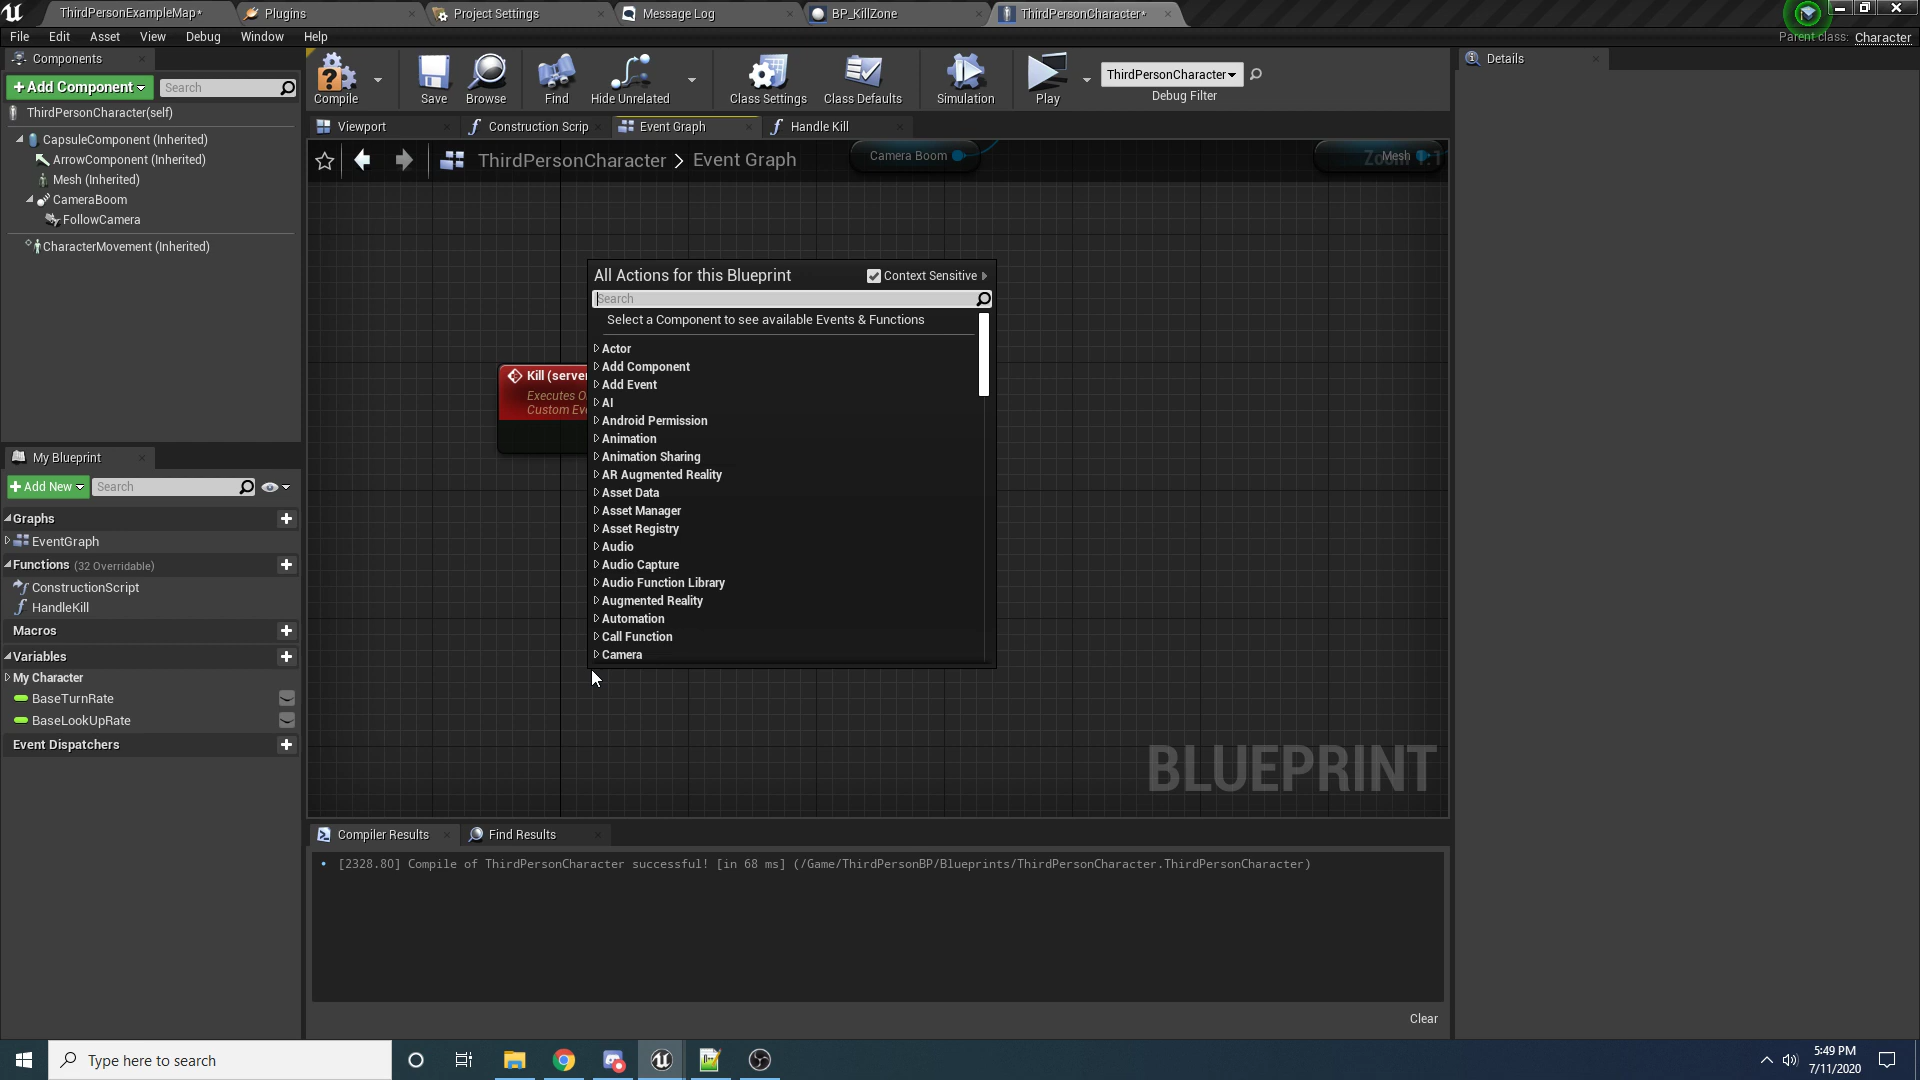 ThirdPersonExampleMap*
Plugins
Project Settings
Message Log
BP_KillZone
ThirdPersonCharacter*
File
Edit
Asset
View
Debug
Window
Help
Parent class: Character
Components
+Add Component
Search
ThirdPersonCharacter(self)
CapsuleComponent (Inherited)
ArrowComponent (Inherited)
Mesh (Inherited)
CameraBoom
FollowCamera
CharacterMovement (Inherited)
My Blueprint
+Add New
Search
Graphs
EventGraph
Functions (32 Overridable)
ConstructionScript
HandleKill
Macros
Variables
My Character
BaseTurnRate
BaseLookUpRate
Event Dispatchers
Compile
Save
Browse
Find
Hide Unrelated
Class Settings
Class Defaults
Simulation
Play
ThirdPersonCharacter
Debug Filter
Viewport
Construction Scrip
Event Graph
Handle Kill
ThirdPersonCharacter > Event Graph
Camera Boom
Mesh
Zoom 1:1
Kill (serve
Executes O
Custom Eve
All Actions for this Blueprint
Context Sensitive
Search
Select a Component to see available Events & Functions
Actor
Add Component
Add Event
AI
Android Permission
Animation
Animation Sharing
AR Augmented Reality
Asset Data
Asset Manager
Asset Registry
Audio
Audio Capture
Audio Function Library
Augmented Reality
Automation
Call Function
Camera
BLUEPRINT
Compiler Results
Find Results
[2328.80] Compile of ThirdPersonCharacter successful! [in 68 ms] (/Game/ThirdPersonBP/Blueprints/ThirdPersonCharacter.ThirdPersonCharacter)
Clear
Details
Type here to search
5:49 PM
7/11/2020